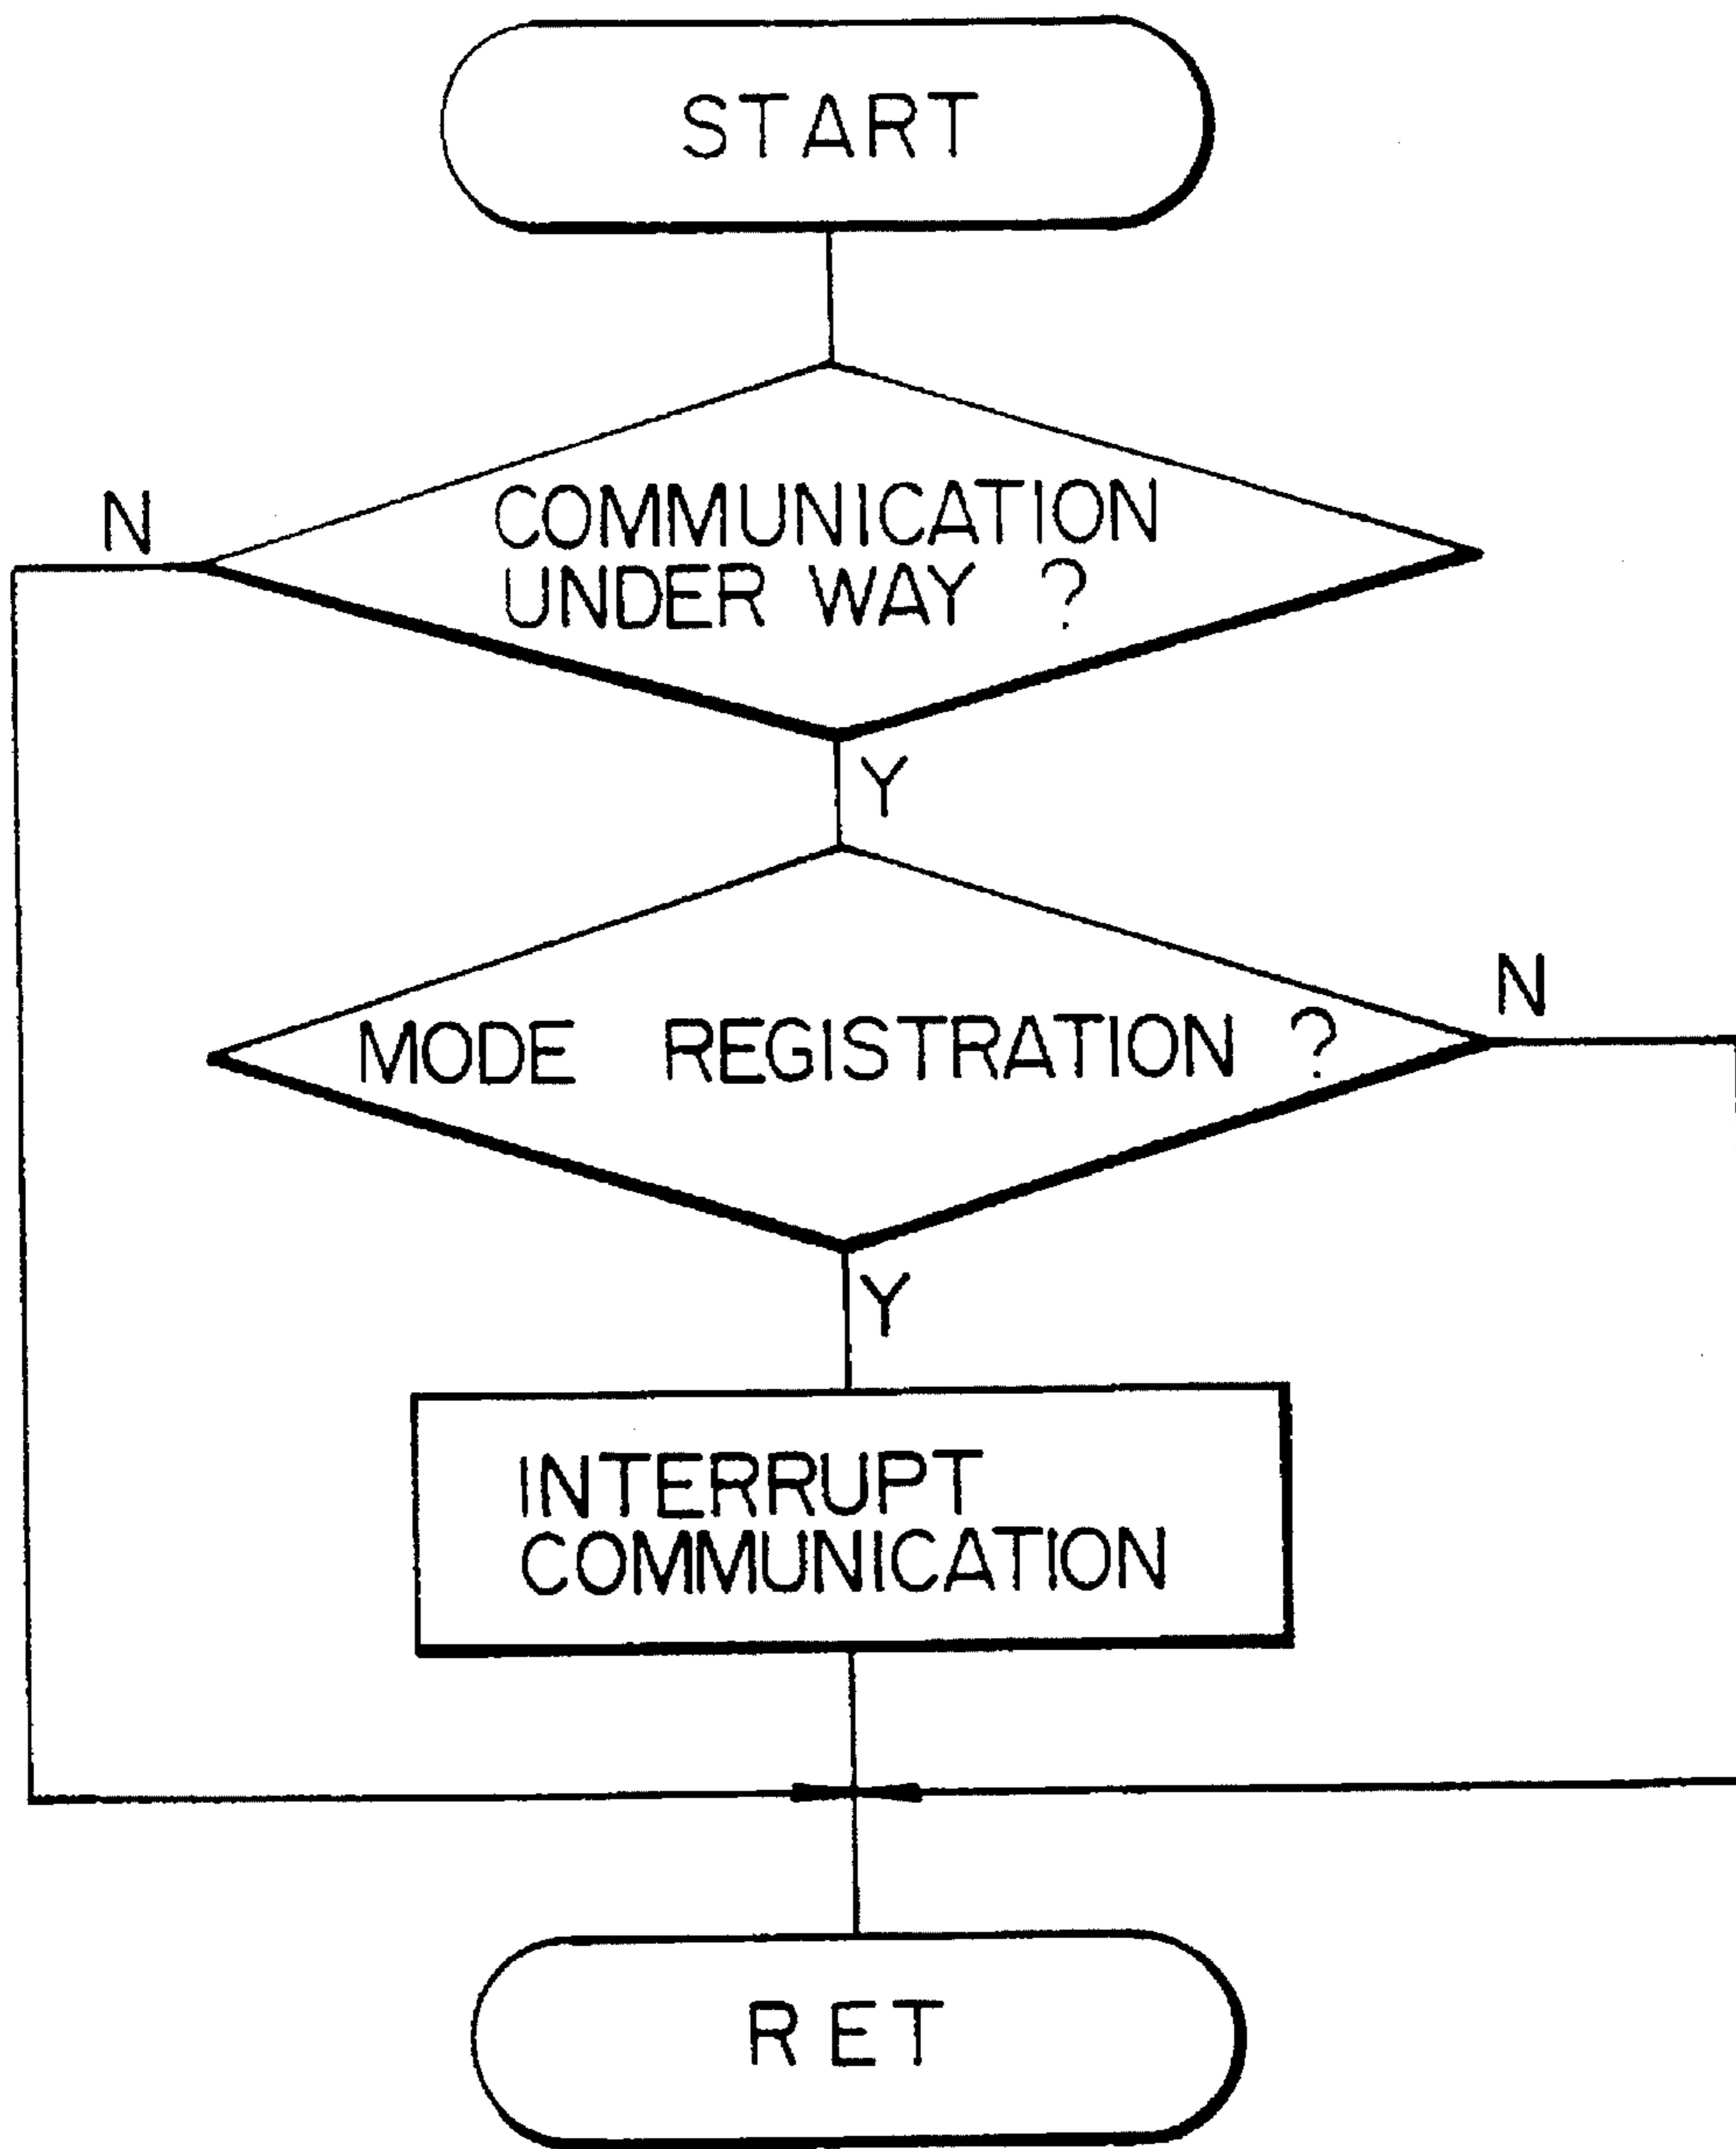 START
N
COMMUNICATION
UNDER WAY ?
Y
N
MODE REGISTRATION ?
Y
INTERRUPT
COMMUNICATION
RET